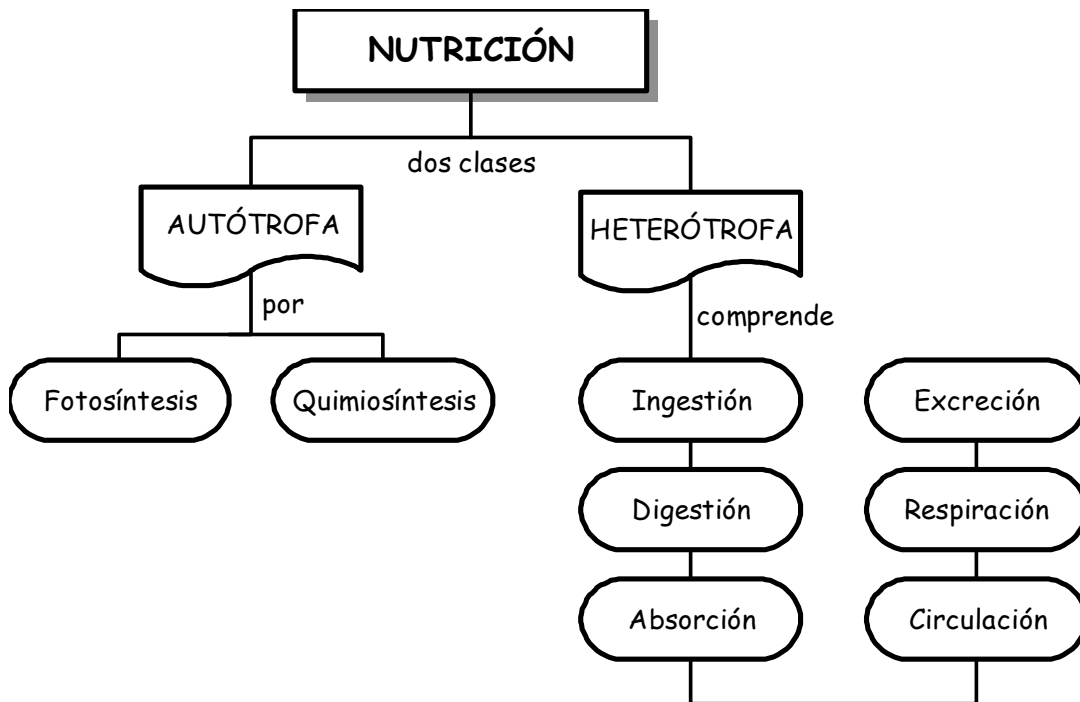 NUTRICIÓN
dos clases
AUTÓTROFA
HETERÓTROFA
por
comprende
Fotosíntesis
Quimiosíntesis
Ingestión
Excreción
Digestión
Respiración
Absorción
Circulación